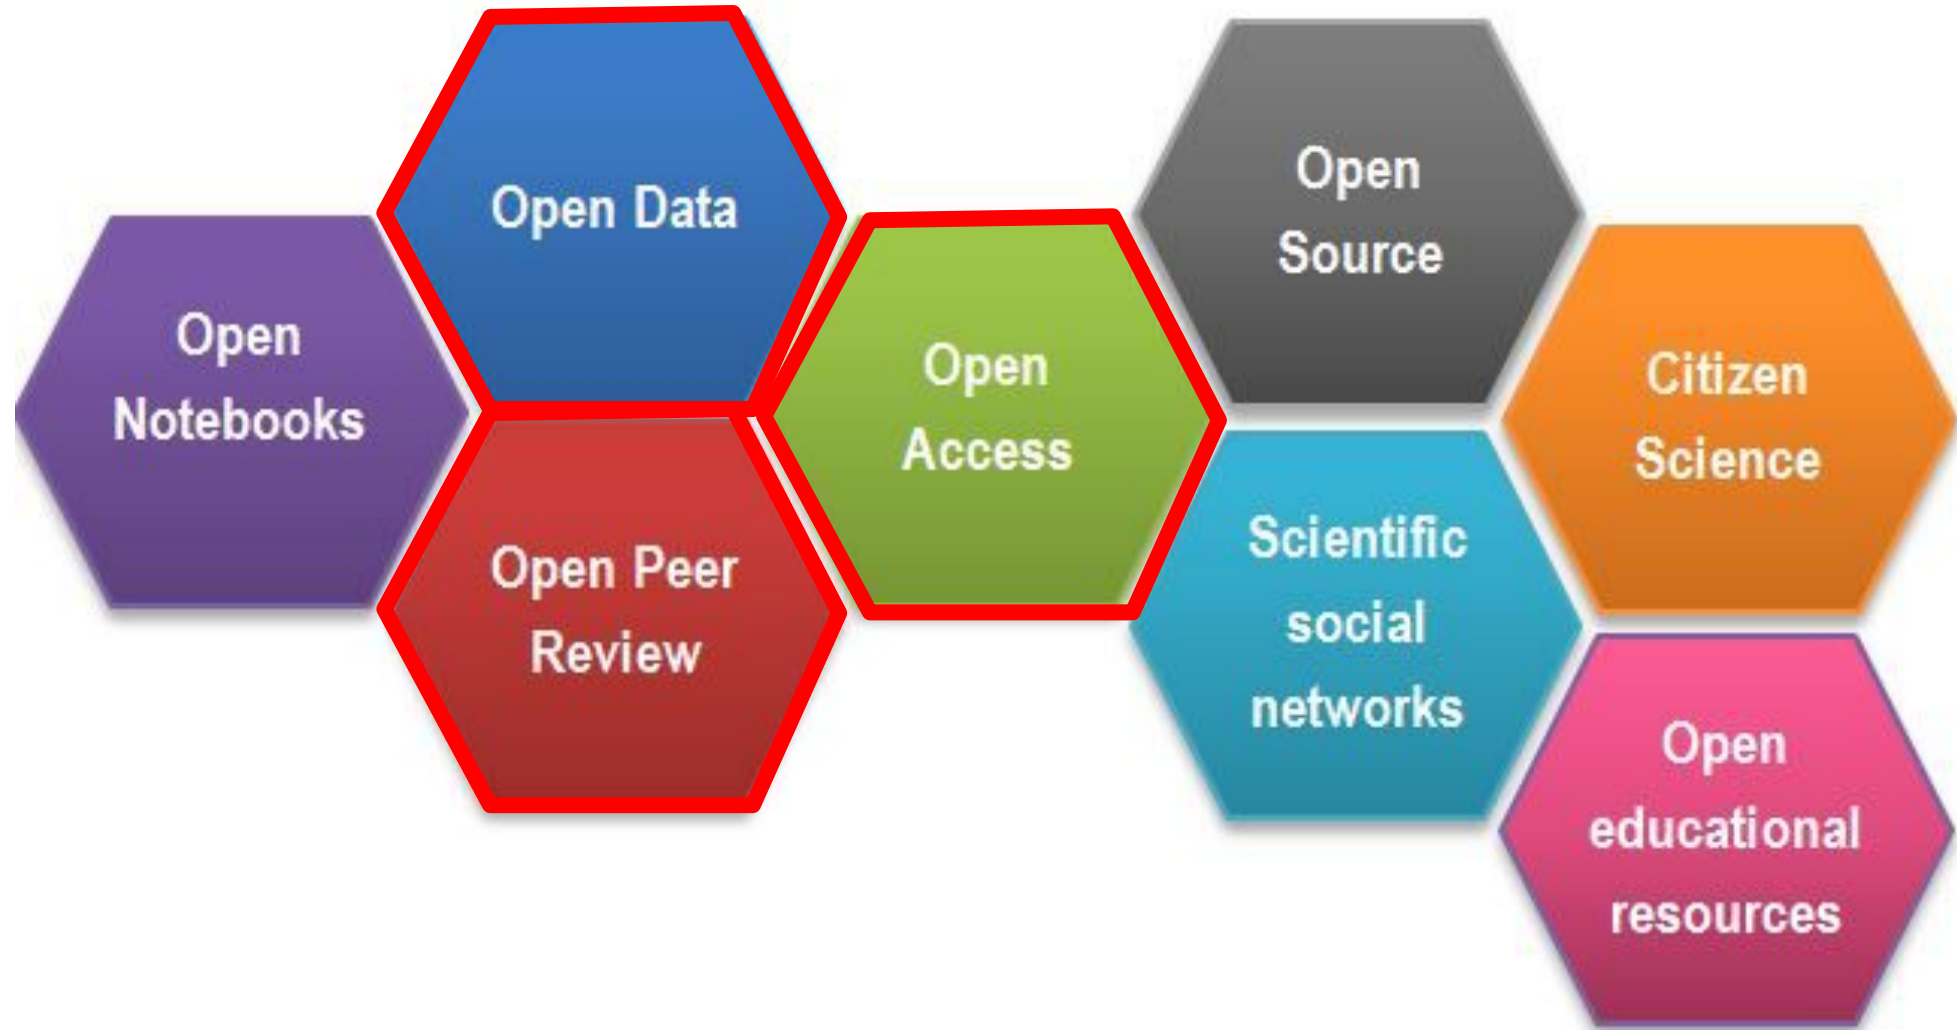 Open
Notebooks
Open Data
Open Peer
Review
Open
Access
Open
Source
Scientific
social
networks
Citizen
Science
Open
educational
resources